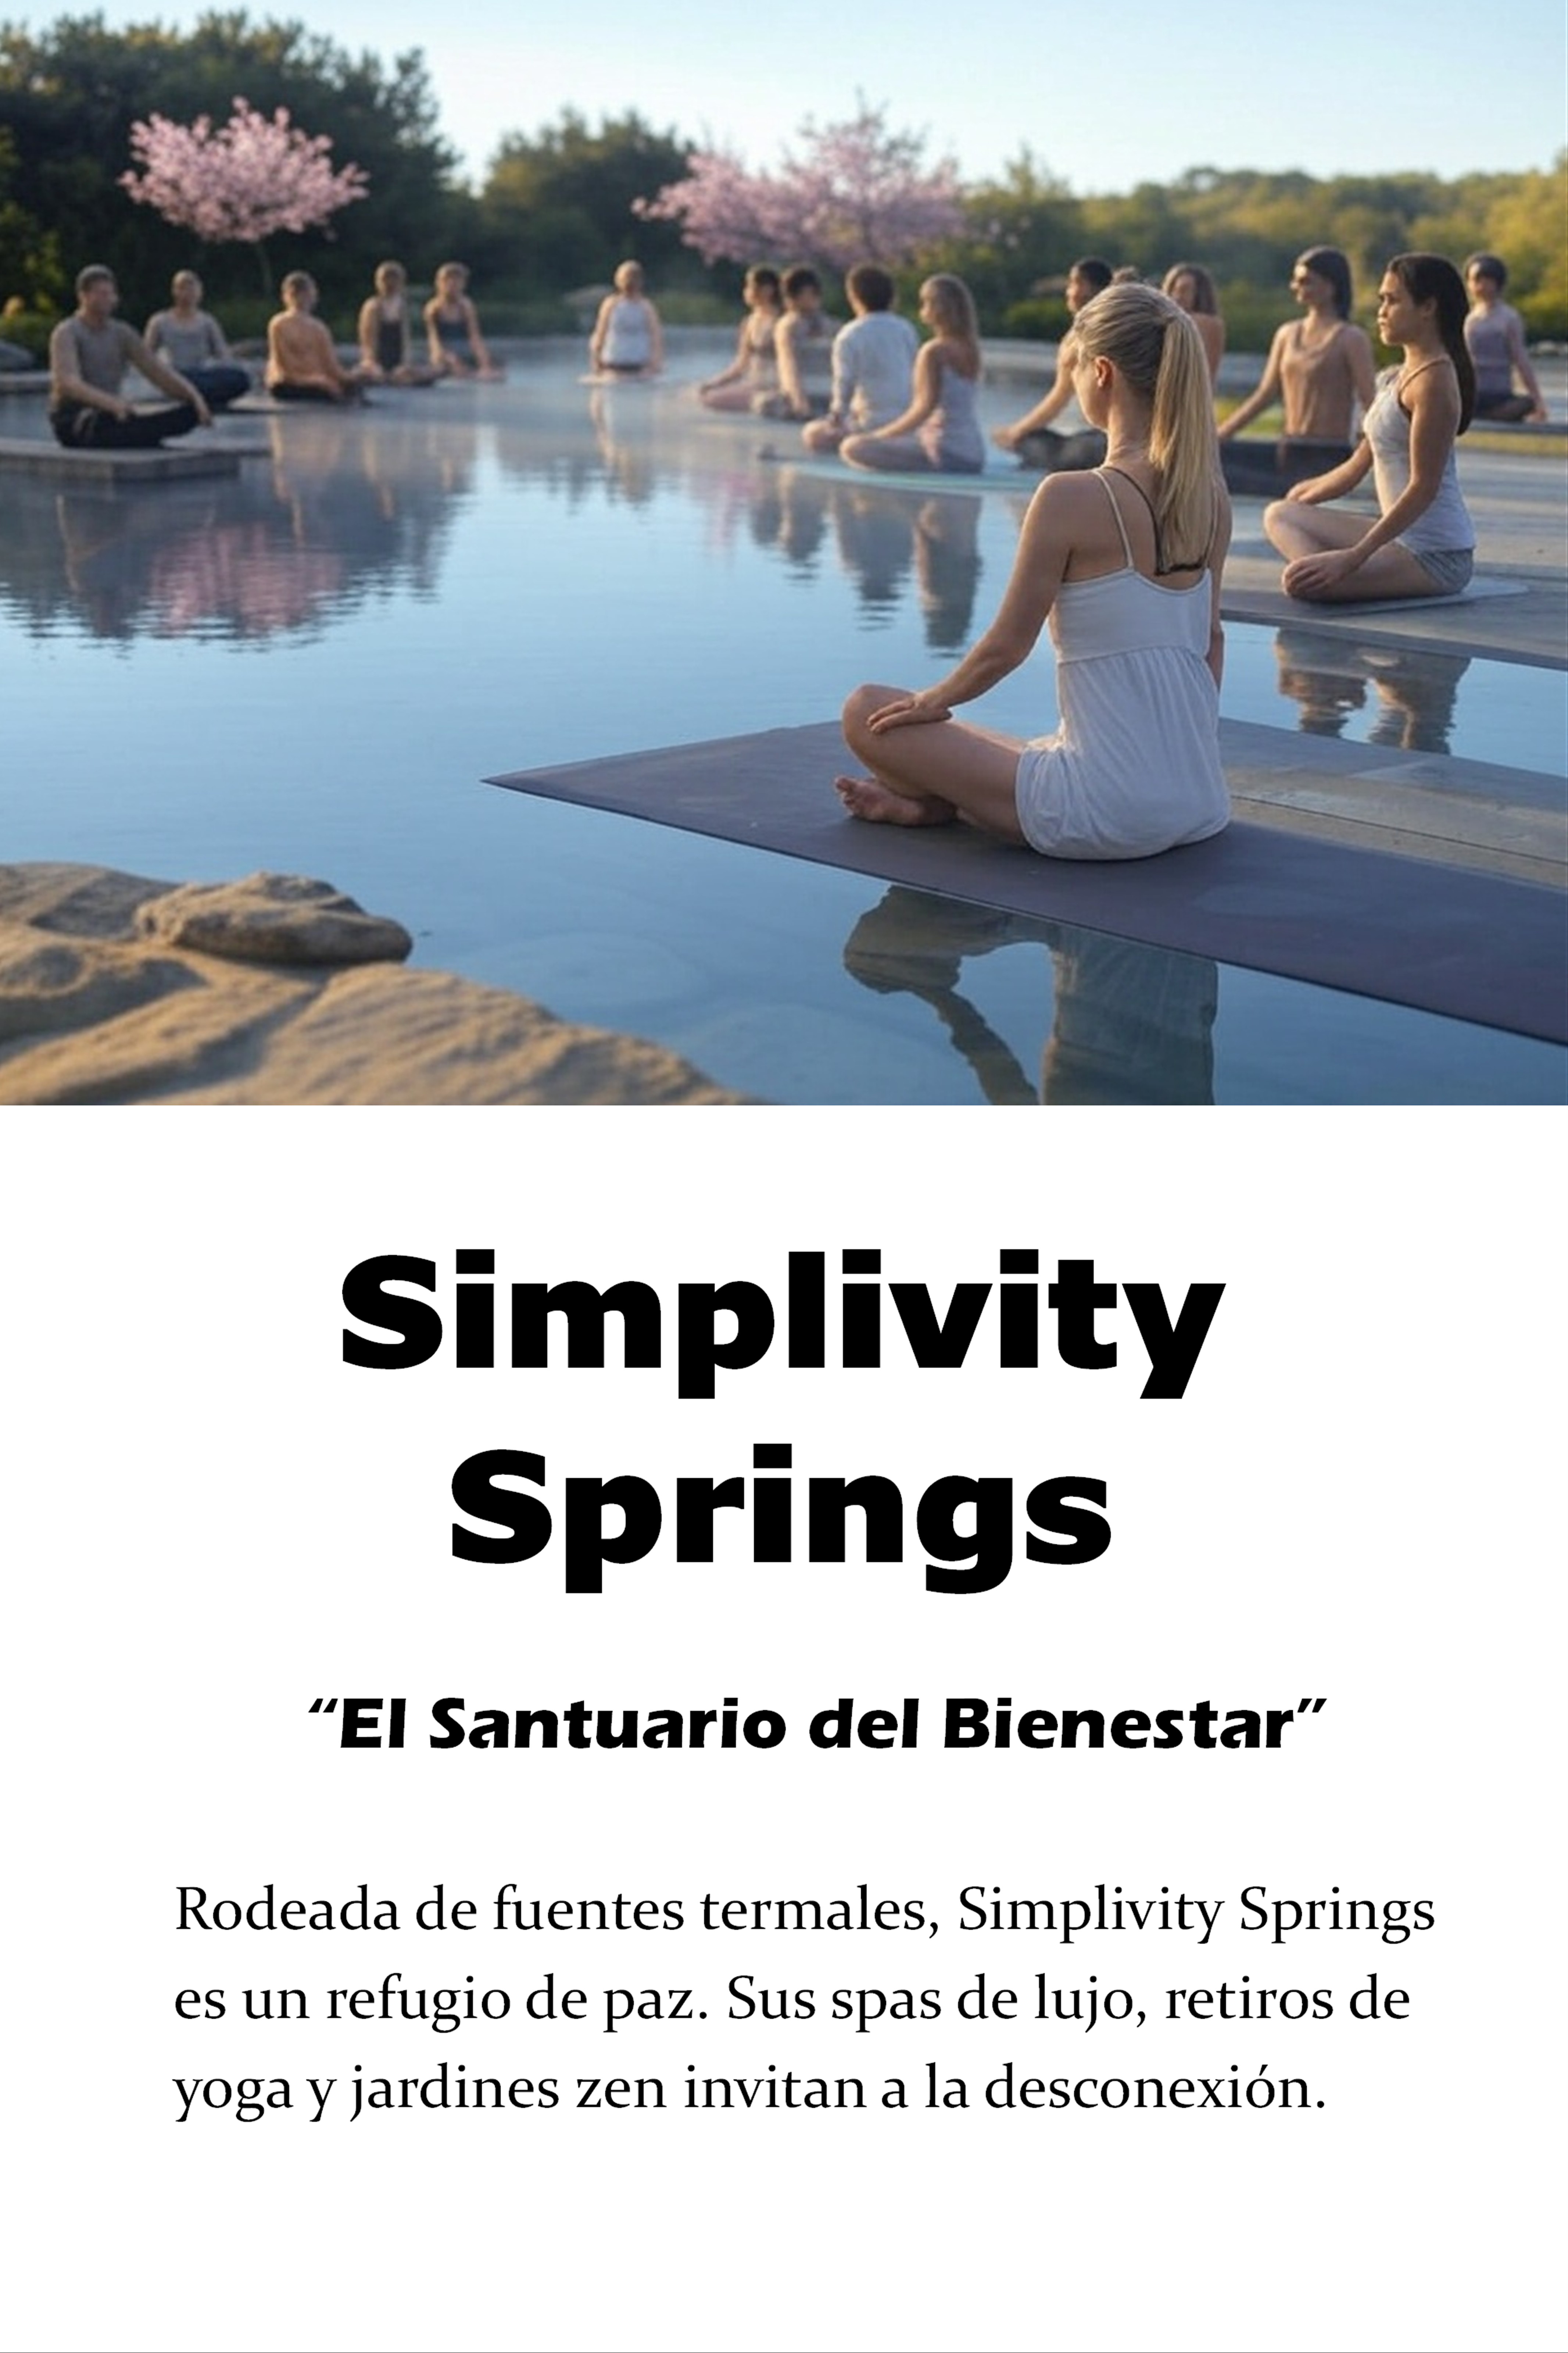 Simplivity
Springs
“El Santuario del Bienestar”
Rodeada de fuentes termales, Simplivity Springs
es un refugio de paz. Sus spas de lujo, retiros de
yoga y jardines zen invitan a la desconexión.